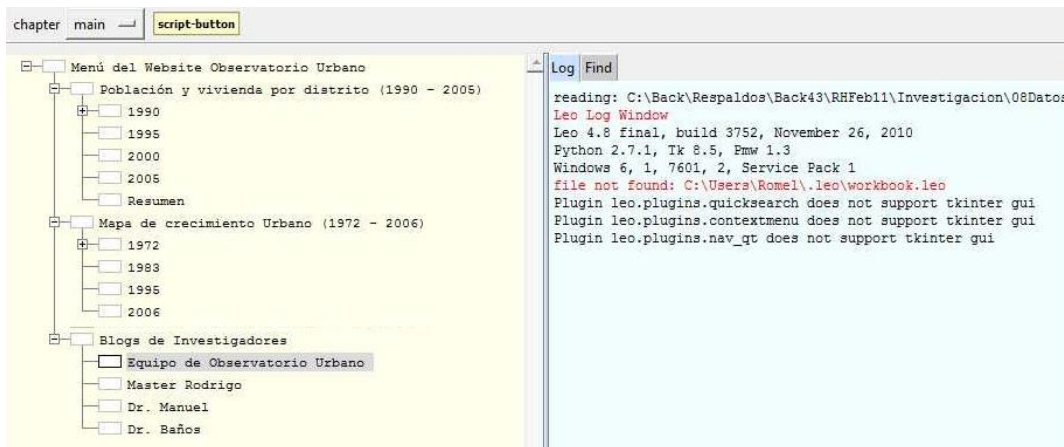 chapter main script-button
Menú del Website Observatorio Urbano
Población y vivienda por distrito (1990 - 2005)
1990
1995
2000
2005
Resumen
Mapa de crecimiento Urbano (1972 - 2006)
1972
1983
1995
2006
Blogs de Investigadores
Equipo de Observatorio Urbano
Master Rodrigo
Dr. Manuel
Dr. Baños
Log Find
reading: C:\Back\Respaldos\Back43\RHFeb11\Investigacion\08Datos
Leo Log Window
Leo 4.8 final, build 3752, November 26, 2010
Python 2.7.1, Tk 8.5, Pmw 1.3
Windows 6, 1, 7601, 2, Service Pack 1
file not found: C:\Users\Romel\.leo\workbook.leo
Plugin leo.plugins.quicksearch does not support tkinter gui
Plugin leo.plugins.contextmenu does not support tkinter gui
Plugin leo.plugins.nav_qt does not support tkinter gui